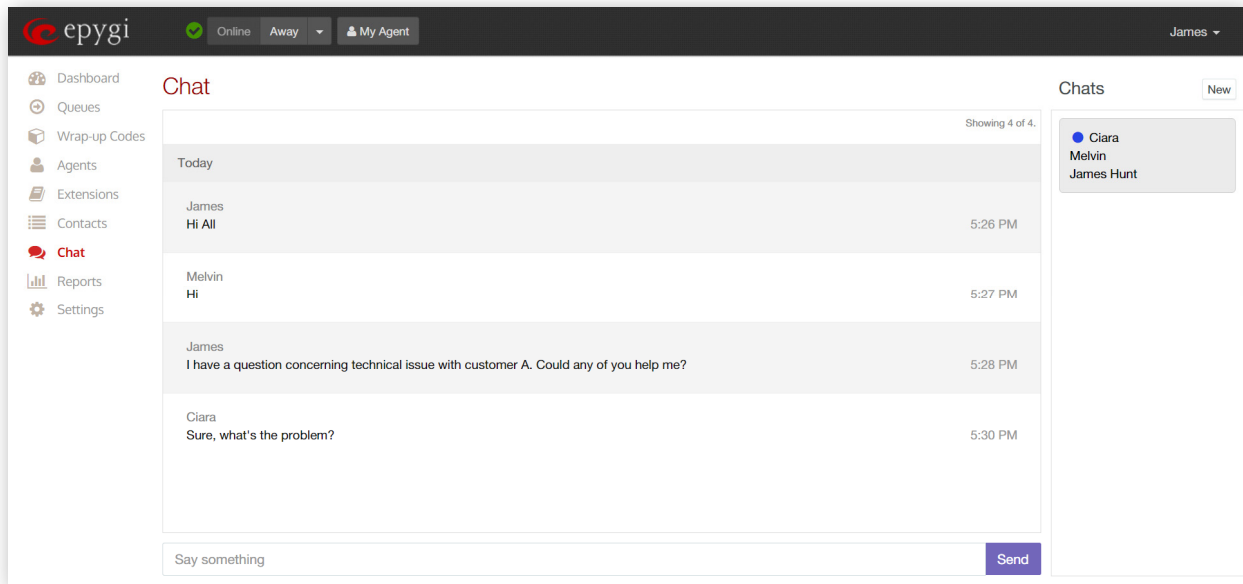 epygi
Online Away My Agent
James
Dashboard
Queues
Wrap-up Codes
Agents
Extensions
Contacts
Chat
Reports
Settings
Chat
Showing 4 of 4.
Today
James
Hi All
5:26 PM
Melvin
Hi
5:27 PM
James
I have a question concerning technical issue with customer A. Could any of you help me?
5:28 PM
Ciara
Sure, what's the problem?
5:30 PM
Say something
Send
Chats
New
Ciara
Melvin
James Hunt